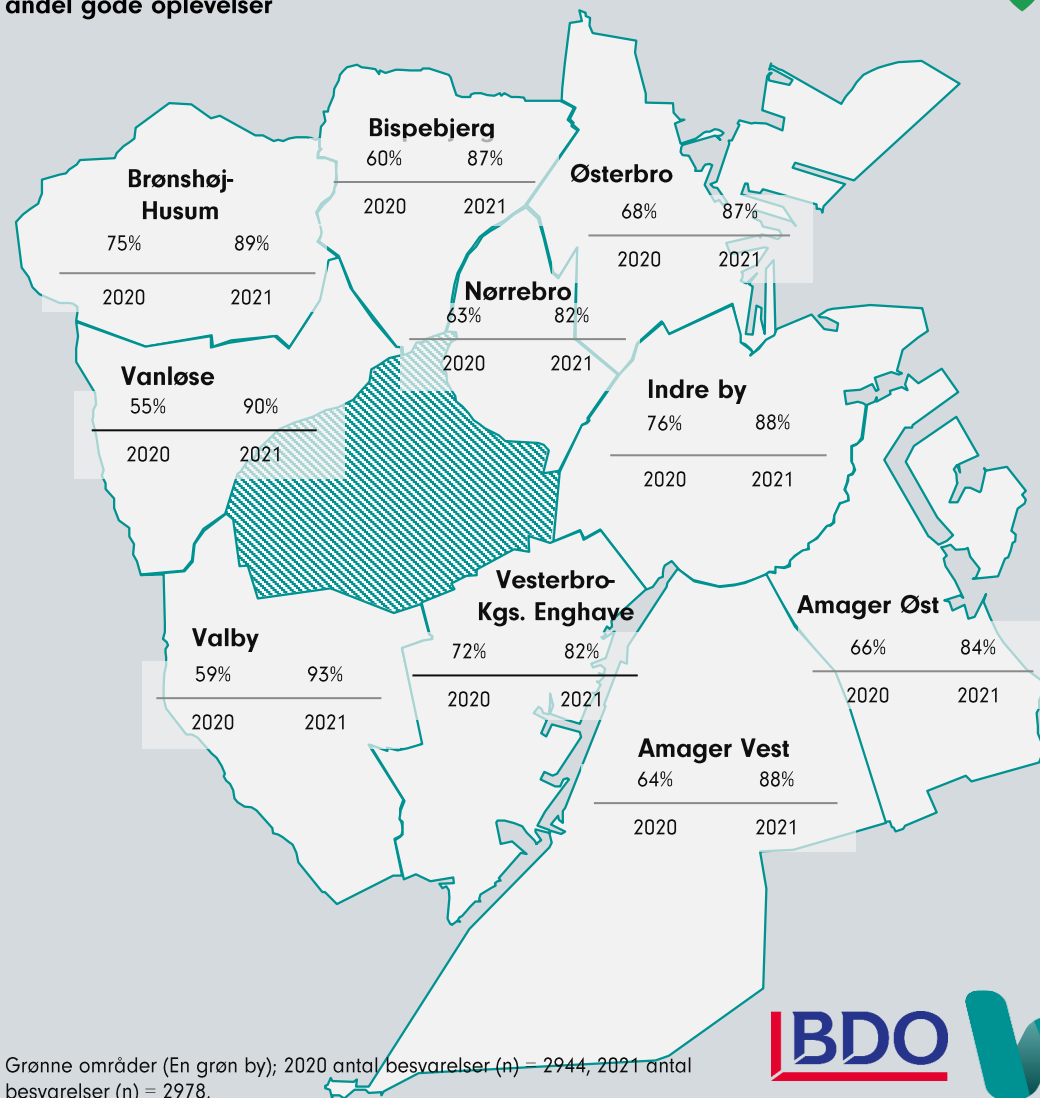 andel gode oplevelser
Bispebjerg
60% 87%
2020 2021
Østerbro
68% 87%
2020 2021
Brønshøj-
Husum
75% 89%
2020 2021
Nørrebro
63% 82%
2020 2021
Vanløse
55% 90%
2020 2021
Indre by
76% 88%
2020 2021
Vesterbro-
Kgs. Enghave
72% 82%
2020 2021
Amager Øst
66% 84%
2020 2021
Valby
59% 93%
2020 2021
Amager Vest
64% 88%
2020 2021
BDO
Grønne områder (En grøn by); 2020 antal besvarelser (n) = 2944, 2021 antal
besvarelser (n) = 2978.